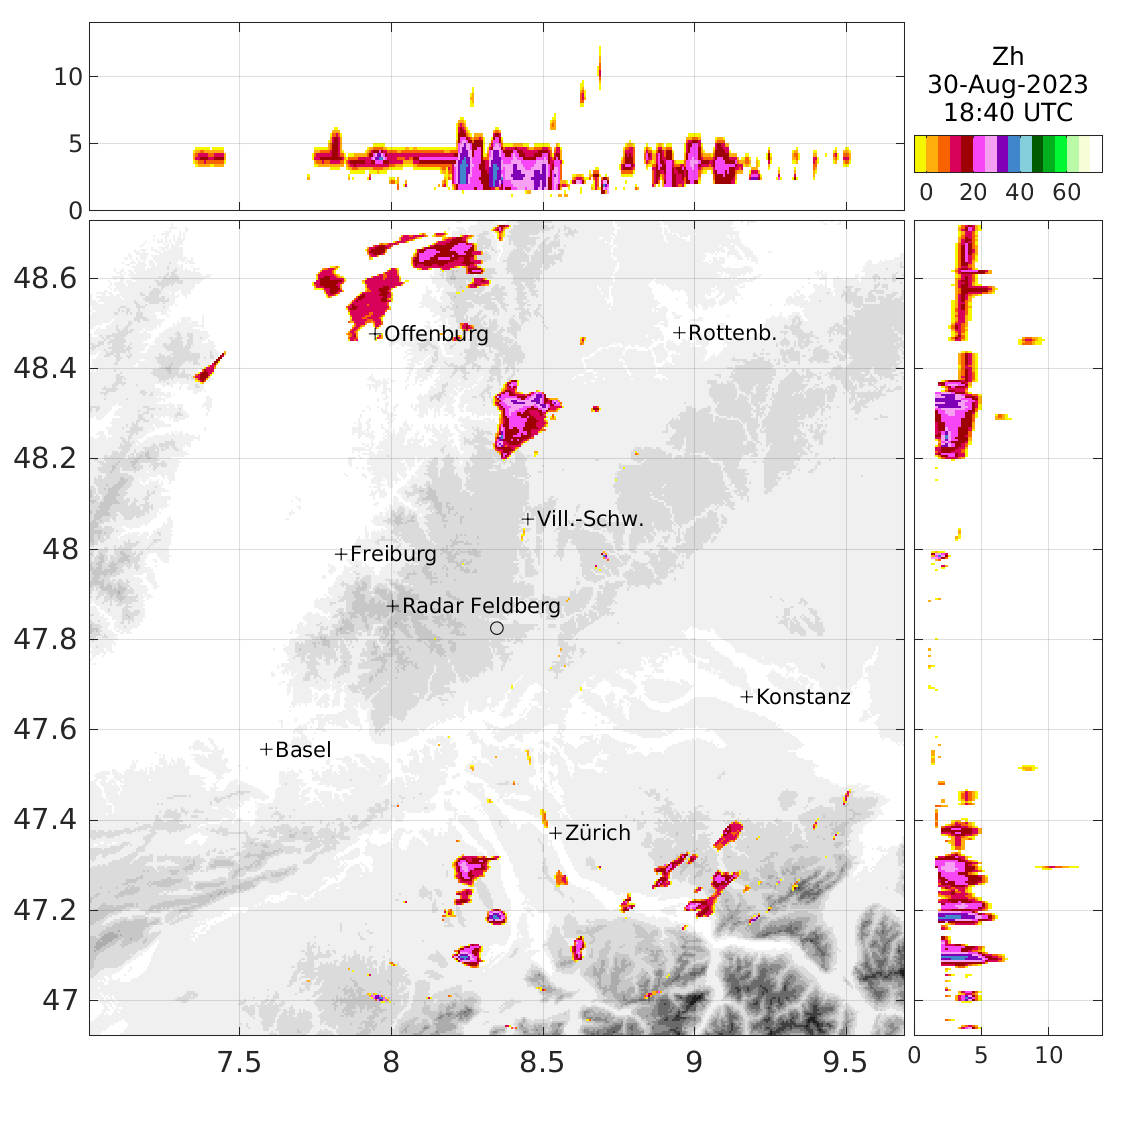 10
5
0
Zh
30-Aug-2023
18:40 UTC
0 20 40 60
48.6
48.4
48.2
48
47.8
47.6
47.4
47.2
47
+Offenburg
+Rottenb.
+Vill.-Schw.
+Freiburg
+Radar Feldberg
+Konstanz
+Basel
+Zürich
7.5 8 8.5 9 9.5
0 5 10